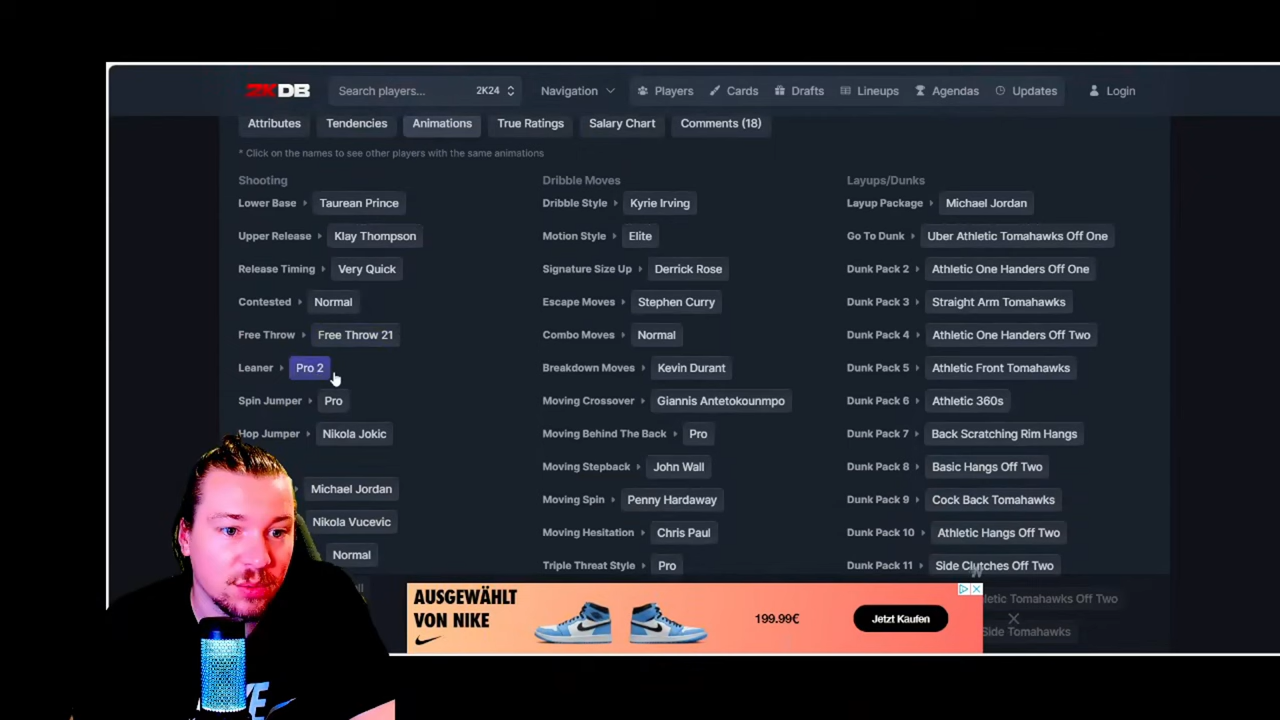 2KDB
Search players...
2K24
Navigation
Players
Cards
Drafts
Lineups
Agendas
Updates
Login
Attributes
Tendencies
Animations
True Ratings
Salary Chart
Comments (18)
* Click on the names to see other players with the same animations
Shooting
Lower Base Taurean Prince
Upper Release Klay Thompson
Release Timing Very Quick
Contested Normal
Free Throw Free Throw 21
Leaner Pro 2
Spin Jumper Pro
Hop Jumper Nikola Jokic
Michael Jordan
Nikola Vucevic
Normal
Dribble Moves
Dribble Style Kyrie Irving
Motion Style Elite
Signature Size Up Derrick Rose
Escape Moves Stephen Curry
Combo Moves Normal
Breakdown Moves Kevin Durant
Moving Crossover Giannis Antetokounmpo
Moving Behind The Back Pro
Moving Stepback John Wall
Moving Spin Penny Hardaway
Moving Hesitation Chris Paul
Triple Threat Style Pro
Layups/Dunks
Layup Package Michael Jordan
Go To Dunk Uber Athletic Tomahawks Off One
Dunk Pack 2 Athletic One Handers Off One
Dunk Pack 3 Straight Arm Tomahawks
Dunk Pack 4 Athletic One Handers Off Two
Dunk Pack 5 Athletic Front Tomahawks
Dunk Pack 6 Athletic 360s
Dunk Pack 7 Back Scratching Rim Hangs
Dunk Pack 8 Basic Hangs Off Two
Dunk Pack 9 Cock Back Tomahawks
Dunk Pack 10 Athletic Hangs Off Two
Dunk Pack 11 Side Clutches Off Two
Tomahawks Off Two
Side Tomahawks
AUSGEWÄHLT
VON NIKE
199.99€
Jetzt Kaufen